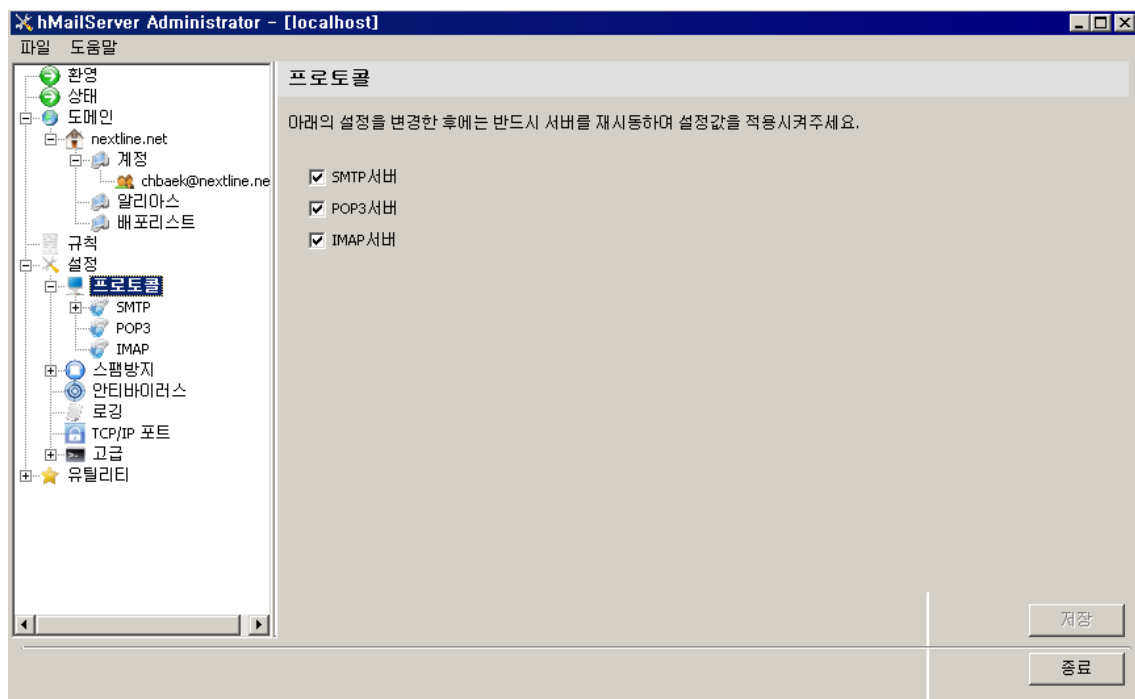 hMailServer Administrator - [localhost]
파일 도움말
환영
상태
도메인
nextline.net
계정
chbaek@nextline.ne
알리아스
배포리스트
규칙
설정
프로토콜
SMTP
POP3
IMAP
스팸방지
안티바이러스
로깅
TCP/IP 포트
고급
유틸리티
프로토콜
아래의 설정을 변경한 후에는 반드시 서버를 재시동하여 설정값을 적용시켜주세요.
SMTP서버
POP3서버
IMAP서버
저장
종료